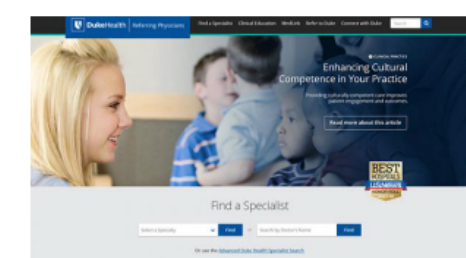 DukeHealth Referring Physicians Find a Specialist Clinical Education MedLink Refer to Duke Connect with Duke Search
CLINICAL PRACTICE
Enhancing Cultural
Competence in Your Practice
Providing culturally competent care improves
patient engagement and outcomes.
Read more about this article
BEST
HOSPITALS
U.S.News
Find a Specialist
Select a Specialty Find or Search by Doctor's Name Find
Or use the Advanced Duke Health Specialist Search